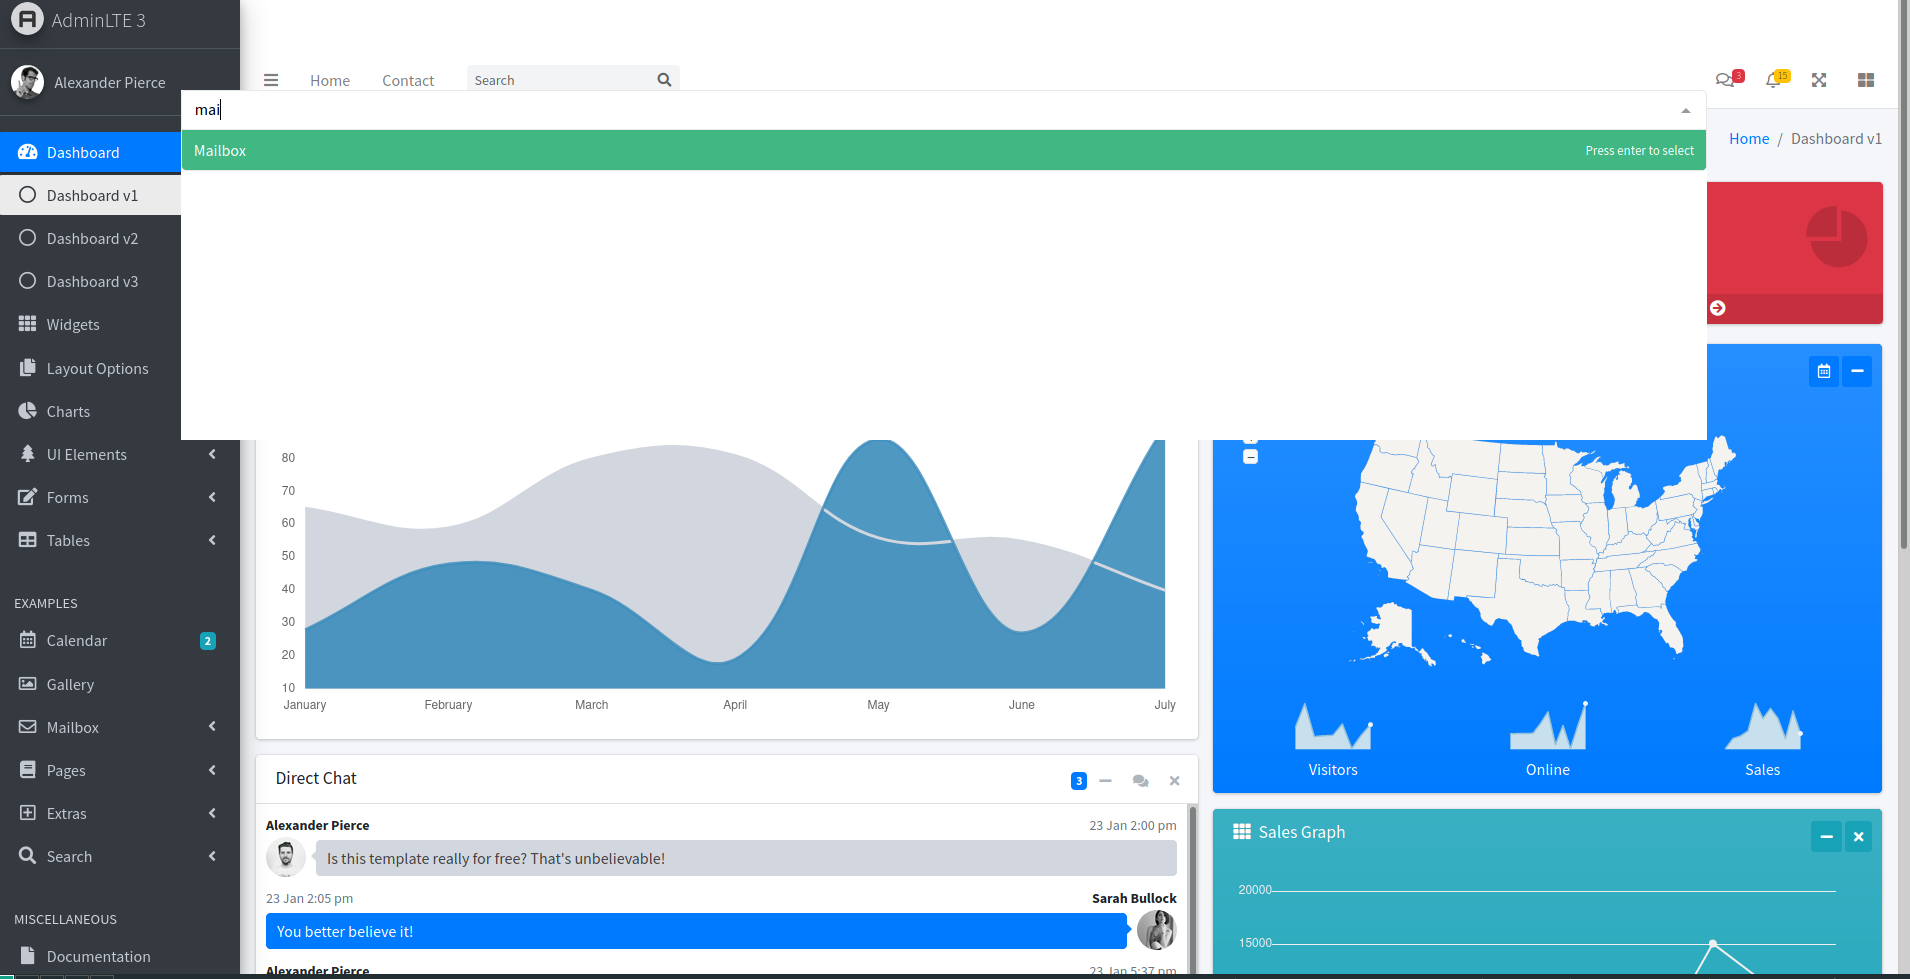 AdminLTE 3
Alexander Pierce
Home
Contact
Search
3
15
mai
Mailbox
Press enter to select
Home / Dashboard v1
Dashboard
Dashboard v1
Dashboard v2
Dashboard v3
Widgets
Layout Options
Charts
UI Elements
Forms
Tables
EXAMPLES
Calendar
2
Gallery
Mailbox
Pages
Extras
Search
MISCELLANEOUS
Documentation
80
70
60
50
40
30
20
10
January February March April May June July
Direct Chat
3
Alexander Pierce
23 Jan 2:00 pm
Is this template really for free? That's unbelievable!
23 Jan 2:05 pm
Sarah Bullock
You better believe it!
Alexander Pierce
23 Jan 5:37 pm
Visitors
Online
Sales
Sales Graph
20000
15000